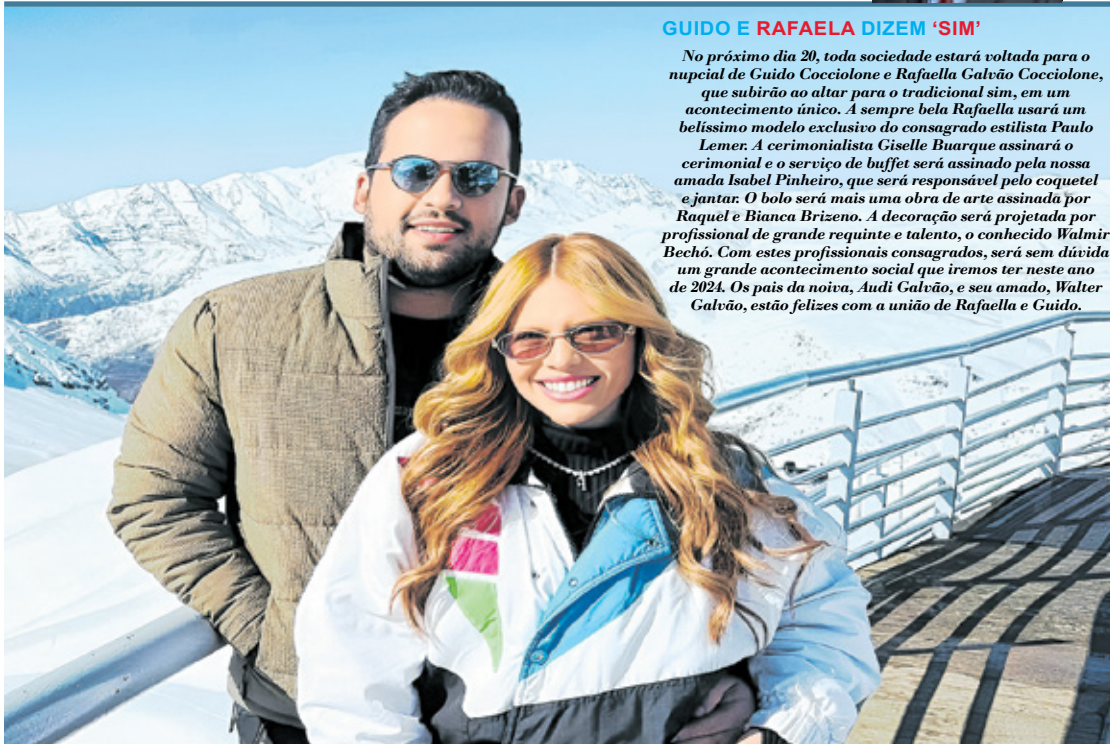 GUIDO E RAFAELA DIZEM ‘SIM’
No próximo dia 20, toda sociedade estará voltada para o
nupcial de Guido Cocciolone e Rafaella Galvão Cocciolone,
que subirão ao altar para o tradicional sim, em um
acontecimento único. A sempre bela Rafaella usará um
belíssimo modelo exclusivo do consagrado estilista Paulo
Lemer. A cerimonialista Giselle Buarque assinará o
cerimonial e o serviço de buffet será assinado pela nossa
amada Isabel Pinheiro, que será responsável pelo coquetel
e jantar. O bolo será mais uma obra de arte assinada por
Raquel e Bianca Brizeno. A decoração será projetada por
profissional de grande requinte e talento, o conhecido Walmir
Bechó. Com estes profissionais consagrados, será sem dúvida
um grande acontecimento social que iremos ter neste ano
de 2024. Os pais da noiva, Audi Galvão, e seu amado, Walter
Galvão, estão felizes com a união de Rafaella e Guido.